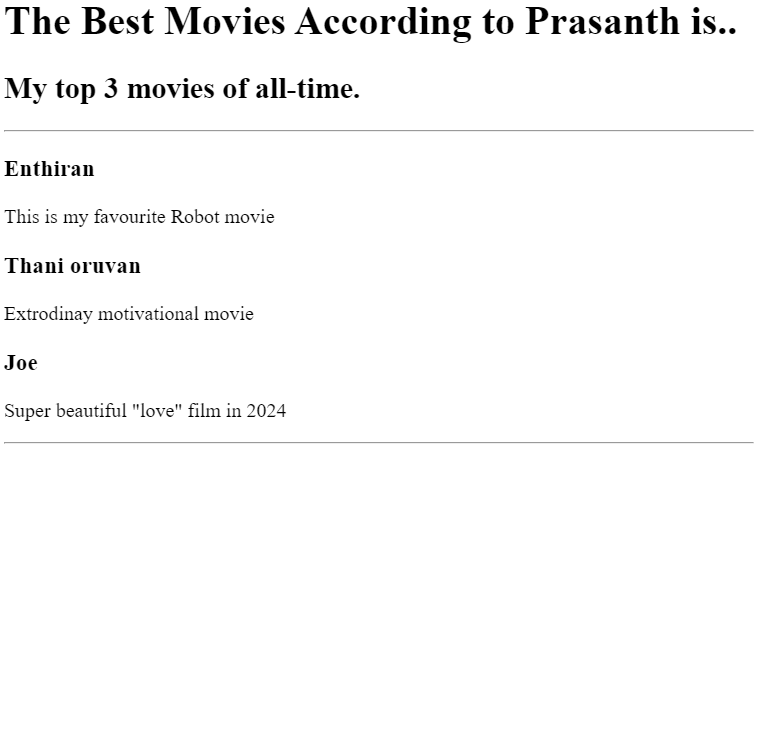 The Best Movies According to Prasanth is..
My top 3 movies of all-time.
Enthiran
This is my favourite Robot movie
Thani oruvan
Extrodinay motivational movie
Joe
Super beautiful "love" film in 2024